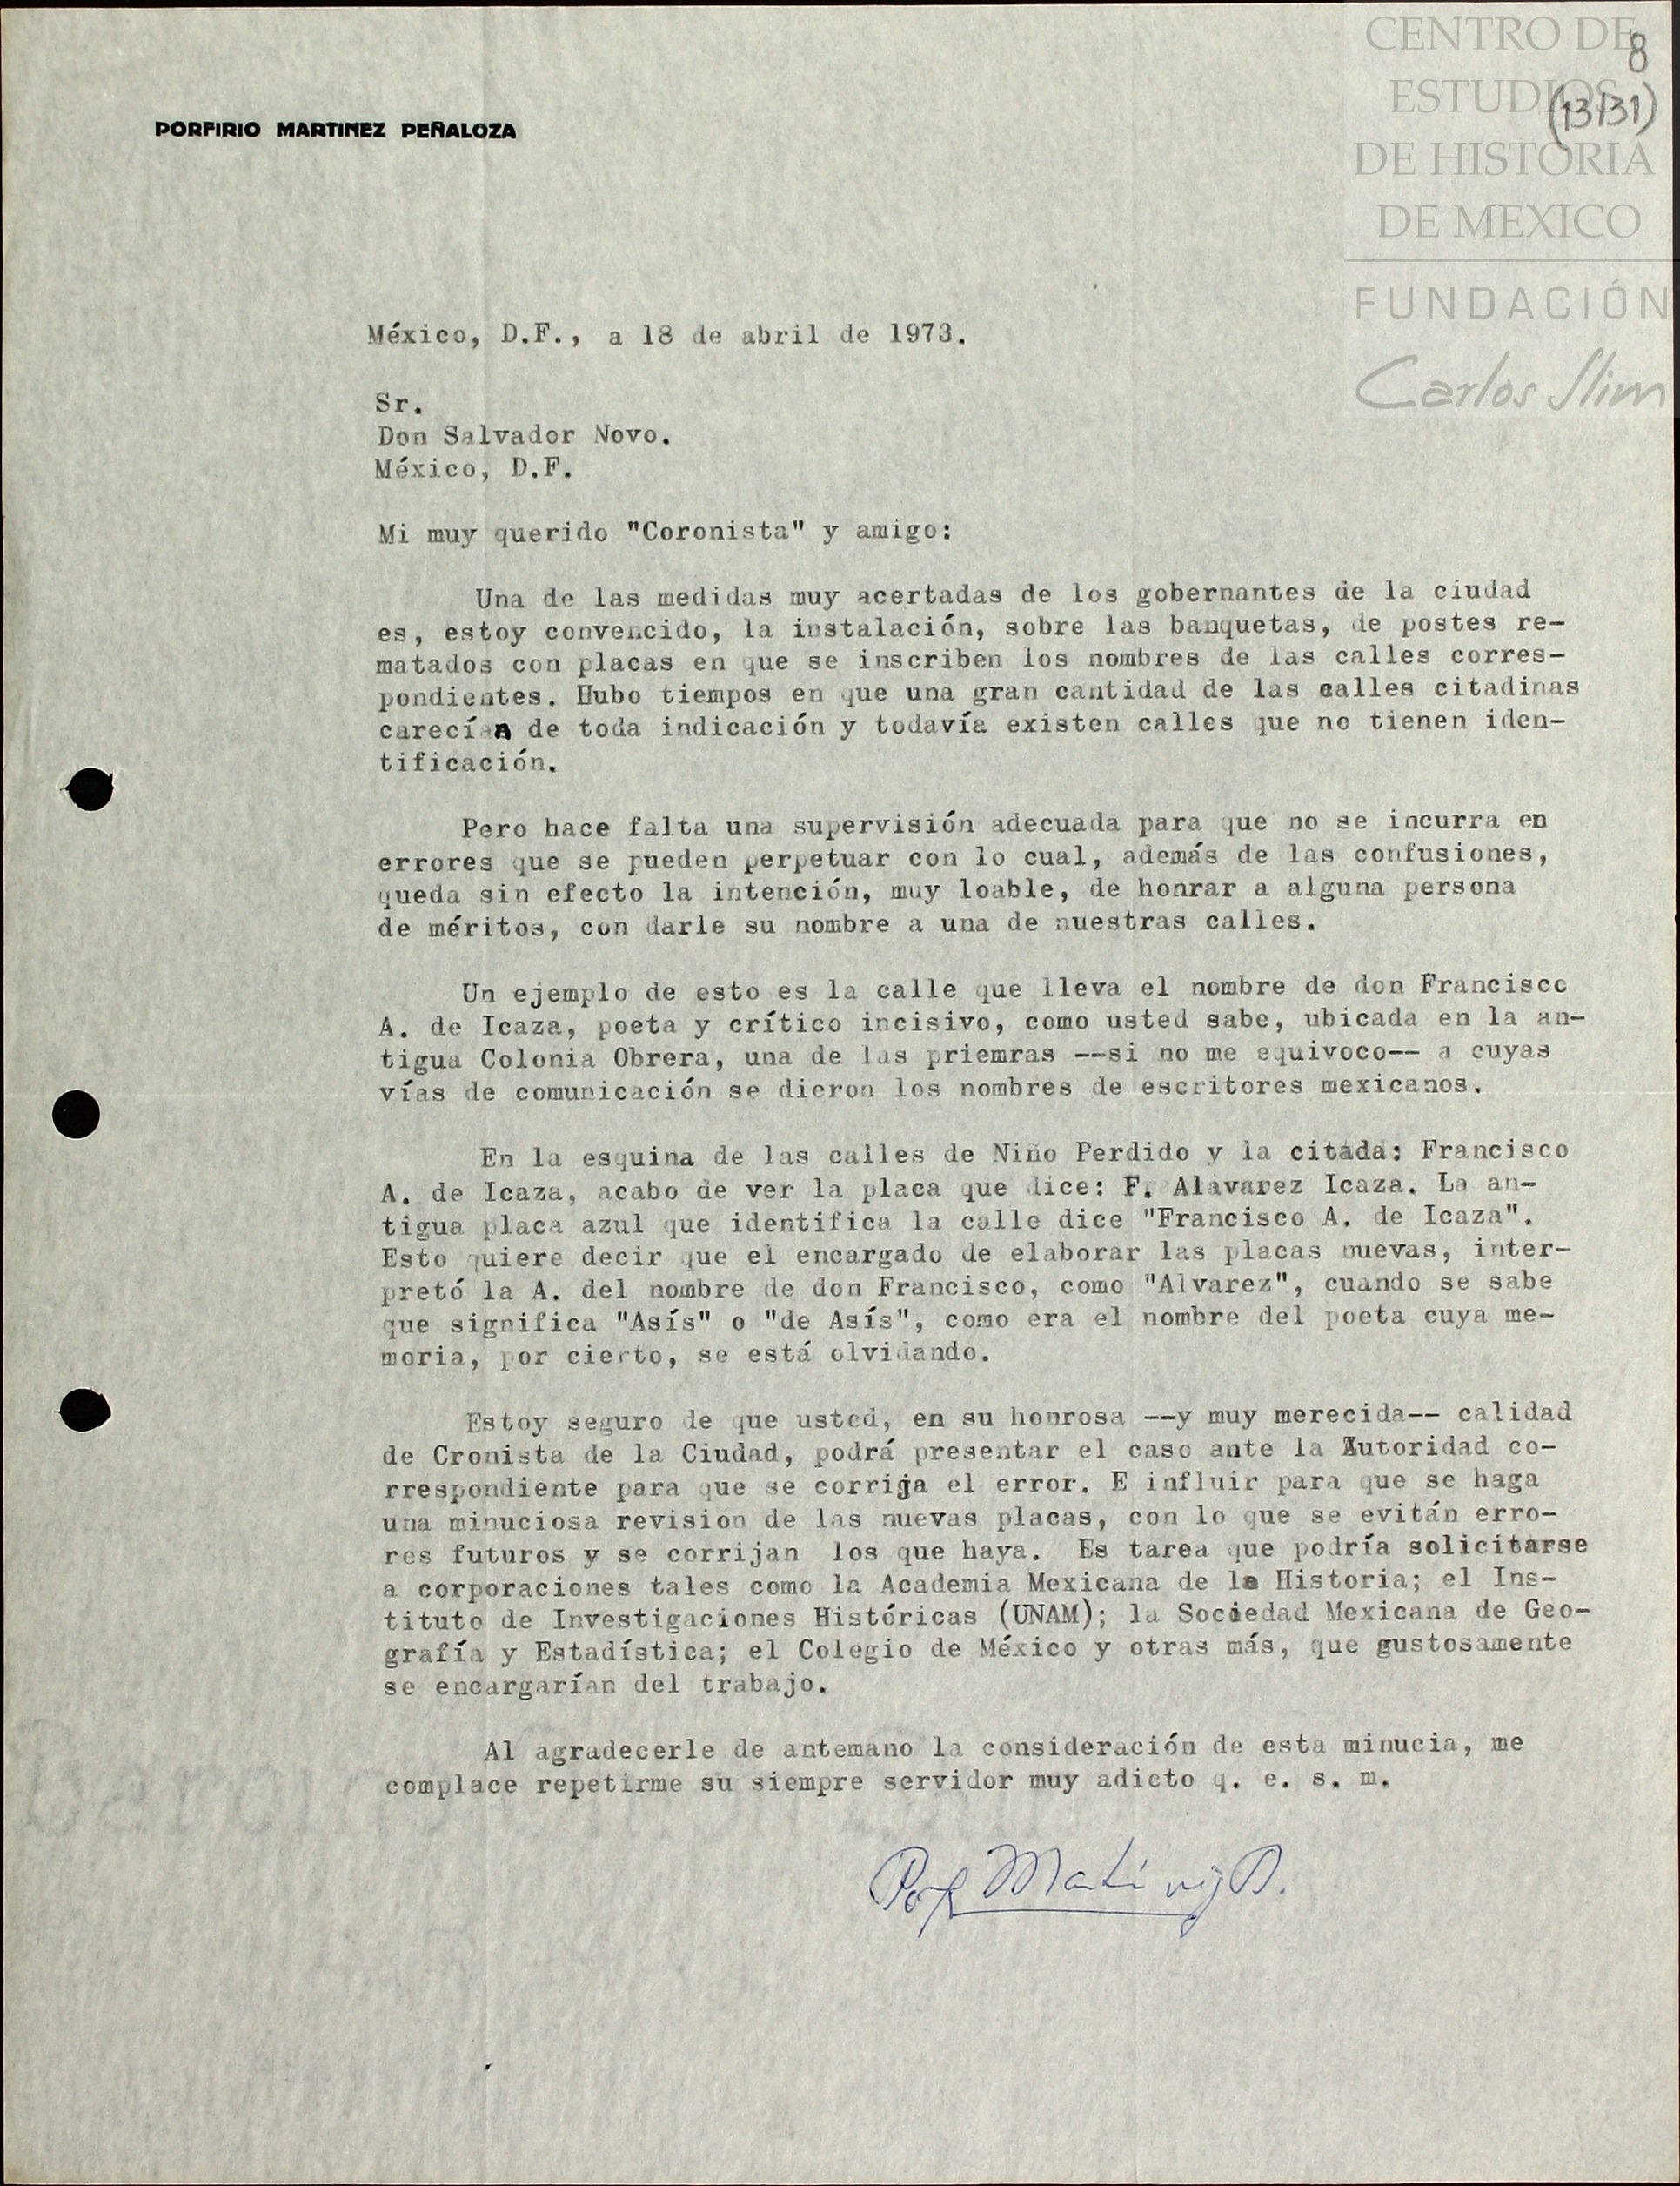 CENTRO DE
ESTUDIOS
DE HISTORIA
DE MEXICO
FUNDACIÓN
Carlos Slim
8
(13131)
PORFIRIO MARTINEZ PEÑALOZA
México, D.F., a 18 de abril de 1973.
Sr.
Don Salvador Novo.
México, D.F.
Mi muy querido "Coronista" y amigo:
Una de las medidas muy acertadas de los gobernantes de la ciudad
es, estoy convencido, la instalación, sobre las banquetas, de postes re-
matados con placas en que se inscriben los nombres de las calles corres-
pondientes. Hubo tiempos en que una gran cantidad de las calles citadinas
carecían de toda indicación y todavía existen calles que no tienen iden-
tificación.
Pero hace falta una supervisión adecuada para que no se incurra en
errores que se pueden perpetuar con lo cual, además de las confusiones,
queda sin efecto la intención, muy loable, de honrar a alguna persona
de méritos, con darle su nombre a una de nuestras calles.
Un ejemplo de esto es la calle que lleva el nombre de don Francisco
A. de Icaza, poeta y crítico incisivo, como usted sabe, ubicada en la an-
tigua Colonia Obrera, una de las priemras --si no me equivoco-- a cuyas
vías de comunicación se dieron los nombres de escritores mexicanos.
En la esquina de las calles de Niño Perdido y la citada: Francisco
A. de Icaza, acabo de ver la placa que dice: F. Alavarez Icaza. La an-
tigua placa azul que identifica la calle dice "Francisco A. de Icaza".
Esto quiere decir que el encargado de elaborar las placas nuevas, inter-
pretó la A. del nombre de don Francisco, como "Alvarez", cuando se sabe
que significa "Asís" o "de Asís", como era el nombre del poeta cuya me-
moria, por cierto, se está olvidando.
Estoy seguro de que usted, en su honrosa --y muy merecida-- calidad
de Cronista de la Ciudad, podrá presentar el caso ante la Autoridad co-
rrespondiente para que se corrija el error. E influir para que se haga
una minuciosa revision de las nuevas placas, con lo que se evitán erro-
res futuros y se corrijan los que haya. Es tarea que podría solicitarse
a corporaciones tales como la Academia Mexicana de la Historia; el Ins-
tituto de Investigaciones Históricas (UNAM); la Sociedad Mexicana de Geo-
grafía y Estadística; el Colegio de México y otras más, que gustosamente
se encargarían del trabajo.
Al agradecerle de antemano la consideración de esta minucia, me
complace repetirme su siempre servidor muy adicto q. e. s. m.
Porf Martínez P.